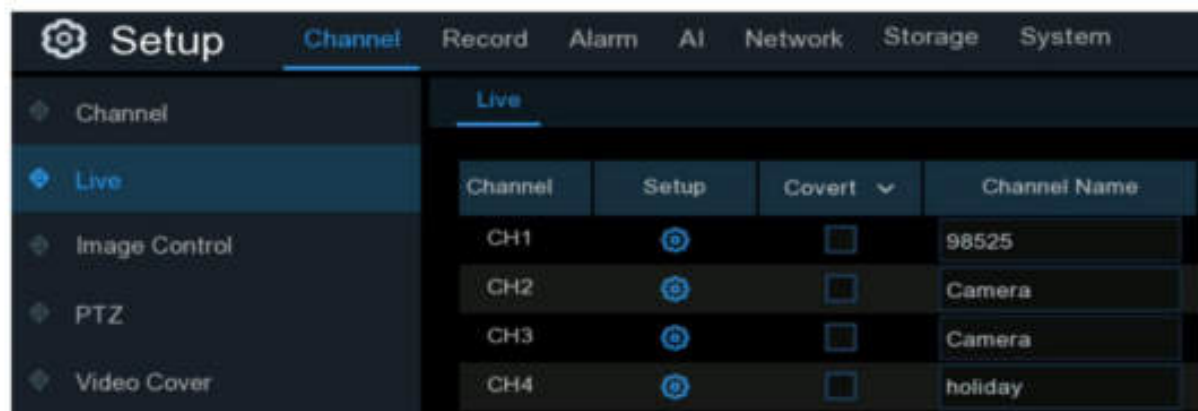 Setup Channel Record Alarm AI Network Storage System
Channel
Live
Image Control
PTZ
Video Cover
Live
Channel Setup Covert Channel Name
CH1 98525
CH2 Camera
CH3 Camera
CH4 holiday